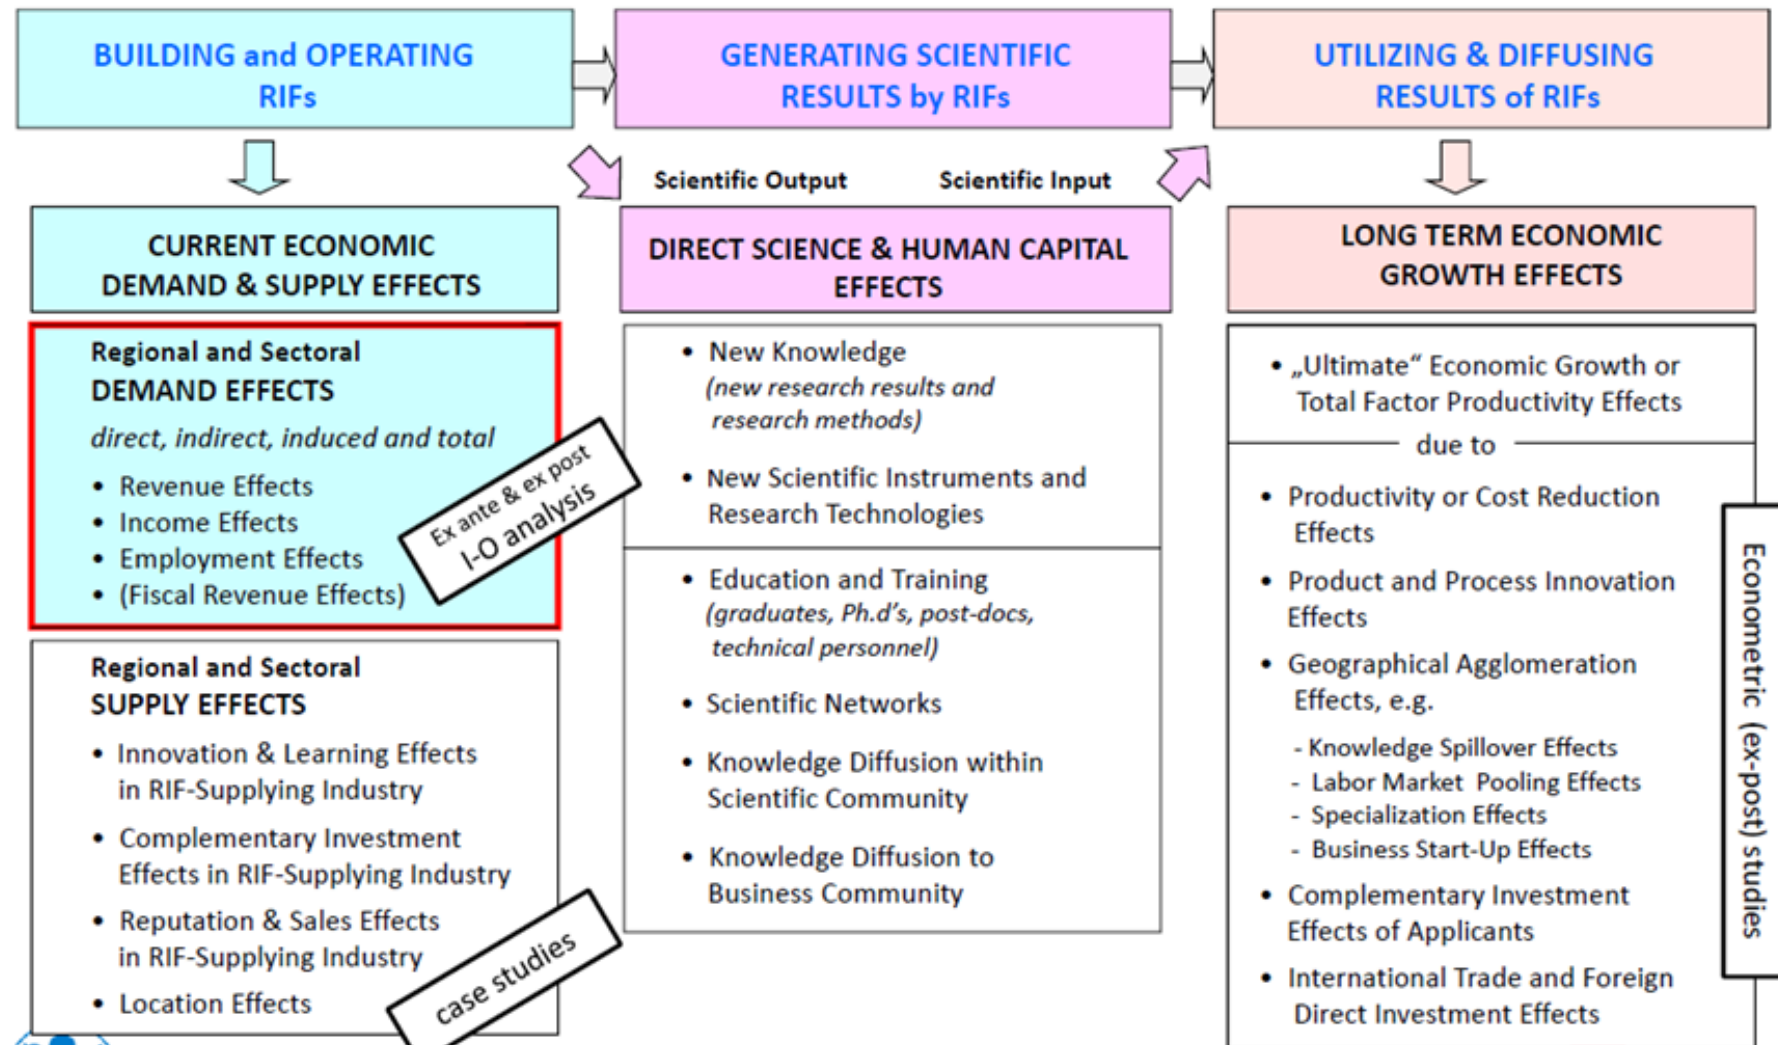 BUILDING and OPERATING
RIFs
GENERATING SCIENTIFIC
RESULTS by RIFs
UTILIZING & DIFFUSING
RESULTS of RIFs
Scientific Output
Scientific Input
CURRENT ECONOMIC
DEMAND & SUPPLY EFFECTS
Regional and Sectoral
DEMAND EFFECTS
direct, indirect, induced and total
• Revenue Effects
• Income Effects
• Employment Effects
• (Fiscal Revenue Effects)
Ex ante & ex post
I-O analysis
Regional and Sectoral
SUPPLY EFFECTS
• Innovation & Learning Effects
in RIF-Supplying Industry
• Complementary Investment
Effects in RIF-Supplying Industry
• Reputation & Sales Effects
in RIF-Supplying Industry
• Location Effects
case studies
DIRECT SCIENCE & HUMAN CAPITAL
EFFECTS
• New Knowledge
(new research results and
research methods)
• New Scientific Instruments and
Research Technologies
• Education and Training
(graduates, Ph.d's, post-docs,
technical personnel)
• Scientific Networks
• Knowledge Diffusion within
Scientific Community
• Knowledge Diffusion to
Business Community
LONG TERM ECONOMIC
GROWTH EFFECTS
• „Ultimate“ Economic Growth or
Total Factor Productivity Effects
due to
• Productivity or Cost Reduction
Effects
• Product and Process Innovation
Effects
• Geographical Agglomeration
Effects, e.g.
- Knowledge Spillover Effects
- Labor Market Pooling Effects
- Specialization Effects
- Business Start-Up Effects
• Complementary Investment
Effects of Applicants
• International Trade and Foreign
Direct Investment Effects
Econometric (ex-post) studies